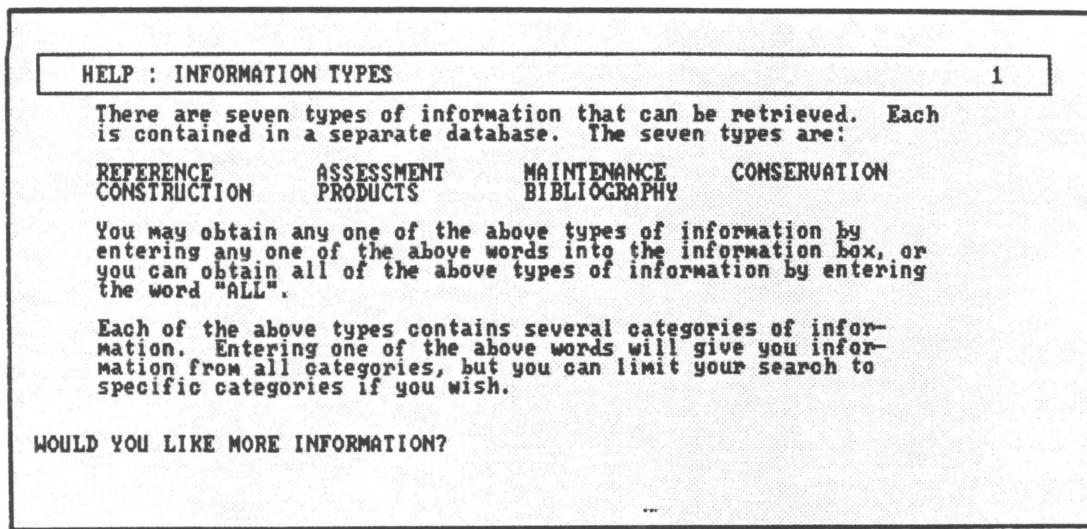 HELP : INFORMATION TYPES 1
There are seven types of information that can be retrieved. Each
is contained in a separate database. The seven types are:
REFERENCE ASSESSMENT MAINTENANCE CONSERVATION
CONSTRUCTION PRODUCTS BIBLIOGRAPHY
You may obtain any one of the above types of information by
entering any one of the above words into the information box, or
you can obtain all of the above types of information by entering
the word "ALL".
Each of the above types contains several categories of infor-
mation. Entering one of the above words will give you infor-
mation from all categories, but you can limit your search to
specific categories if you wish.
WOULD YOU LIKE MORE INFORMATION?